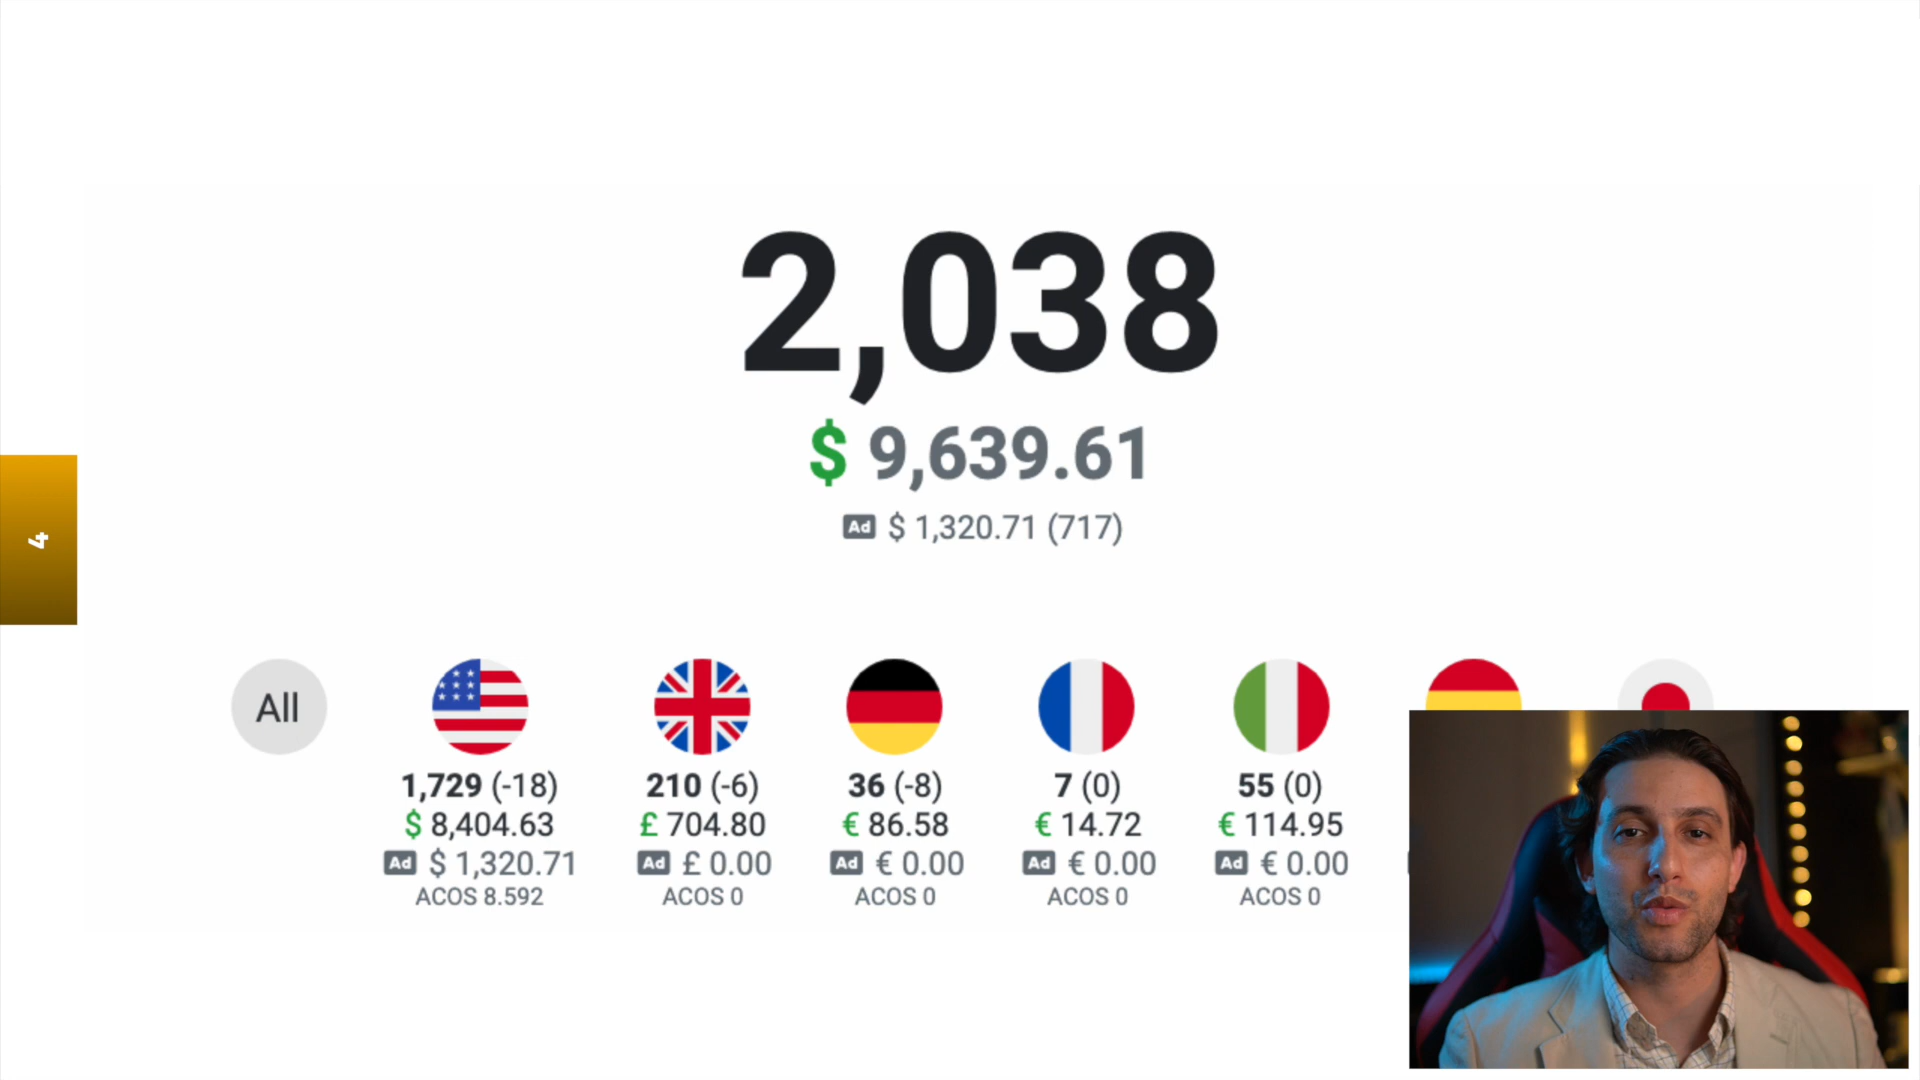 2,038
$ 9,639.61
Ad $ 1,320.71 (717)
4
All
1,729 (-18)
$ 8,404.63
Ad $ 1,320.71
ACOS 8.592
210 (-6)
£ 704.80
Ad £ 0.00
ACOS 0
36 (-8)
€ 86.58
Ad € 0.00
ACOS 0
7 (0)
€ 14.72
Ad € 0.00
ACOS 0
55 (0)
€ 114.95
Ad € 0.00
ACOS 0